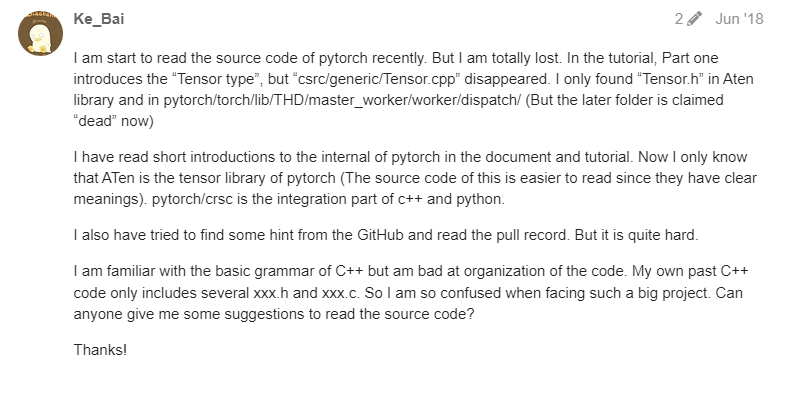 Ke_Bai
2 Jun '18
I am start to read the source code of pytorch recently. But I am totally lost. In the tutorial, Part one
introduces the “Tensor type”, but “csrc/generic/Tensor.cpp” disappeared. I only found “Tensor.h” in Aten
library and in pytorch/torch/lib/THD/master_worker/worker/dispatch/ (But the later folder is claimed
“dead” now)
I have read short introductions to the internal of pytorch in the document and tutorial. Now I only know
that ATen is the tensor library of pytorch (The source code of this is easier to read since they have clear
meanings). pytorch/crsc is the integration part of c++ and python.
I also have tried to find some hint from the GitHub and read the pull record. But it is quite hard.
I am familiar with the basic grammar of C++ but am bad at organization of the code. My own past C++
code only includes several xxx.h and xxx.c. So I am so confused when facing such a big project. Can
anyone give me some suggestions to read the source code?
Thanks!